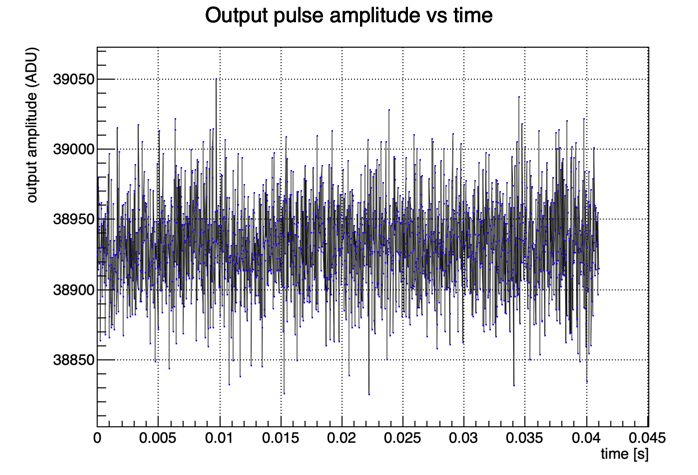 Output pulse amplitude vs time
output amplitude (ADU)
39050
39000
38950
38900
38850
0 0.005 0.01 0.015 0.02 0.025 0.03 0.035 0.04 0.045
time [s]